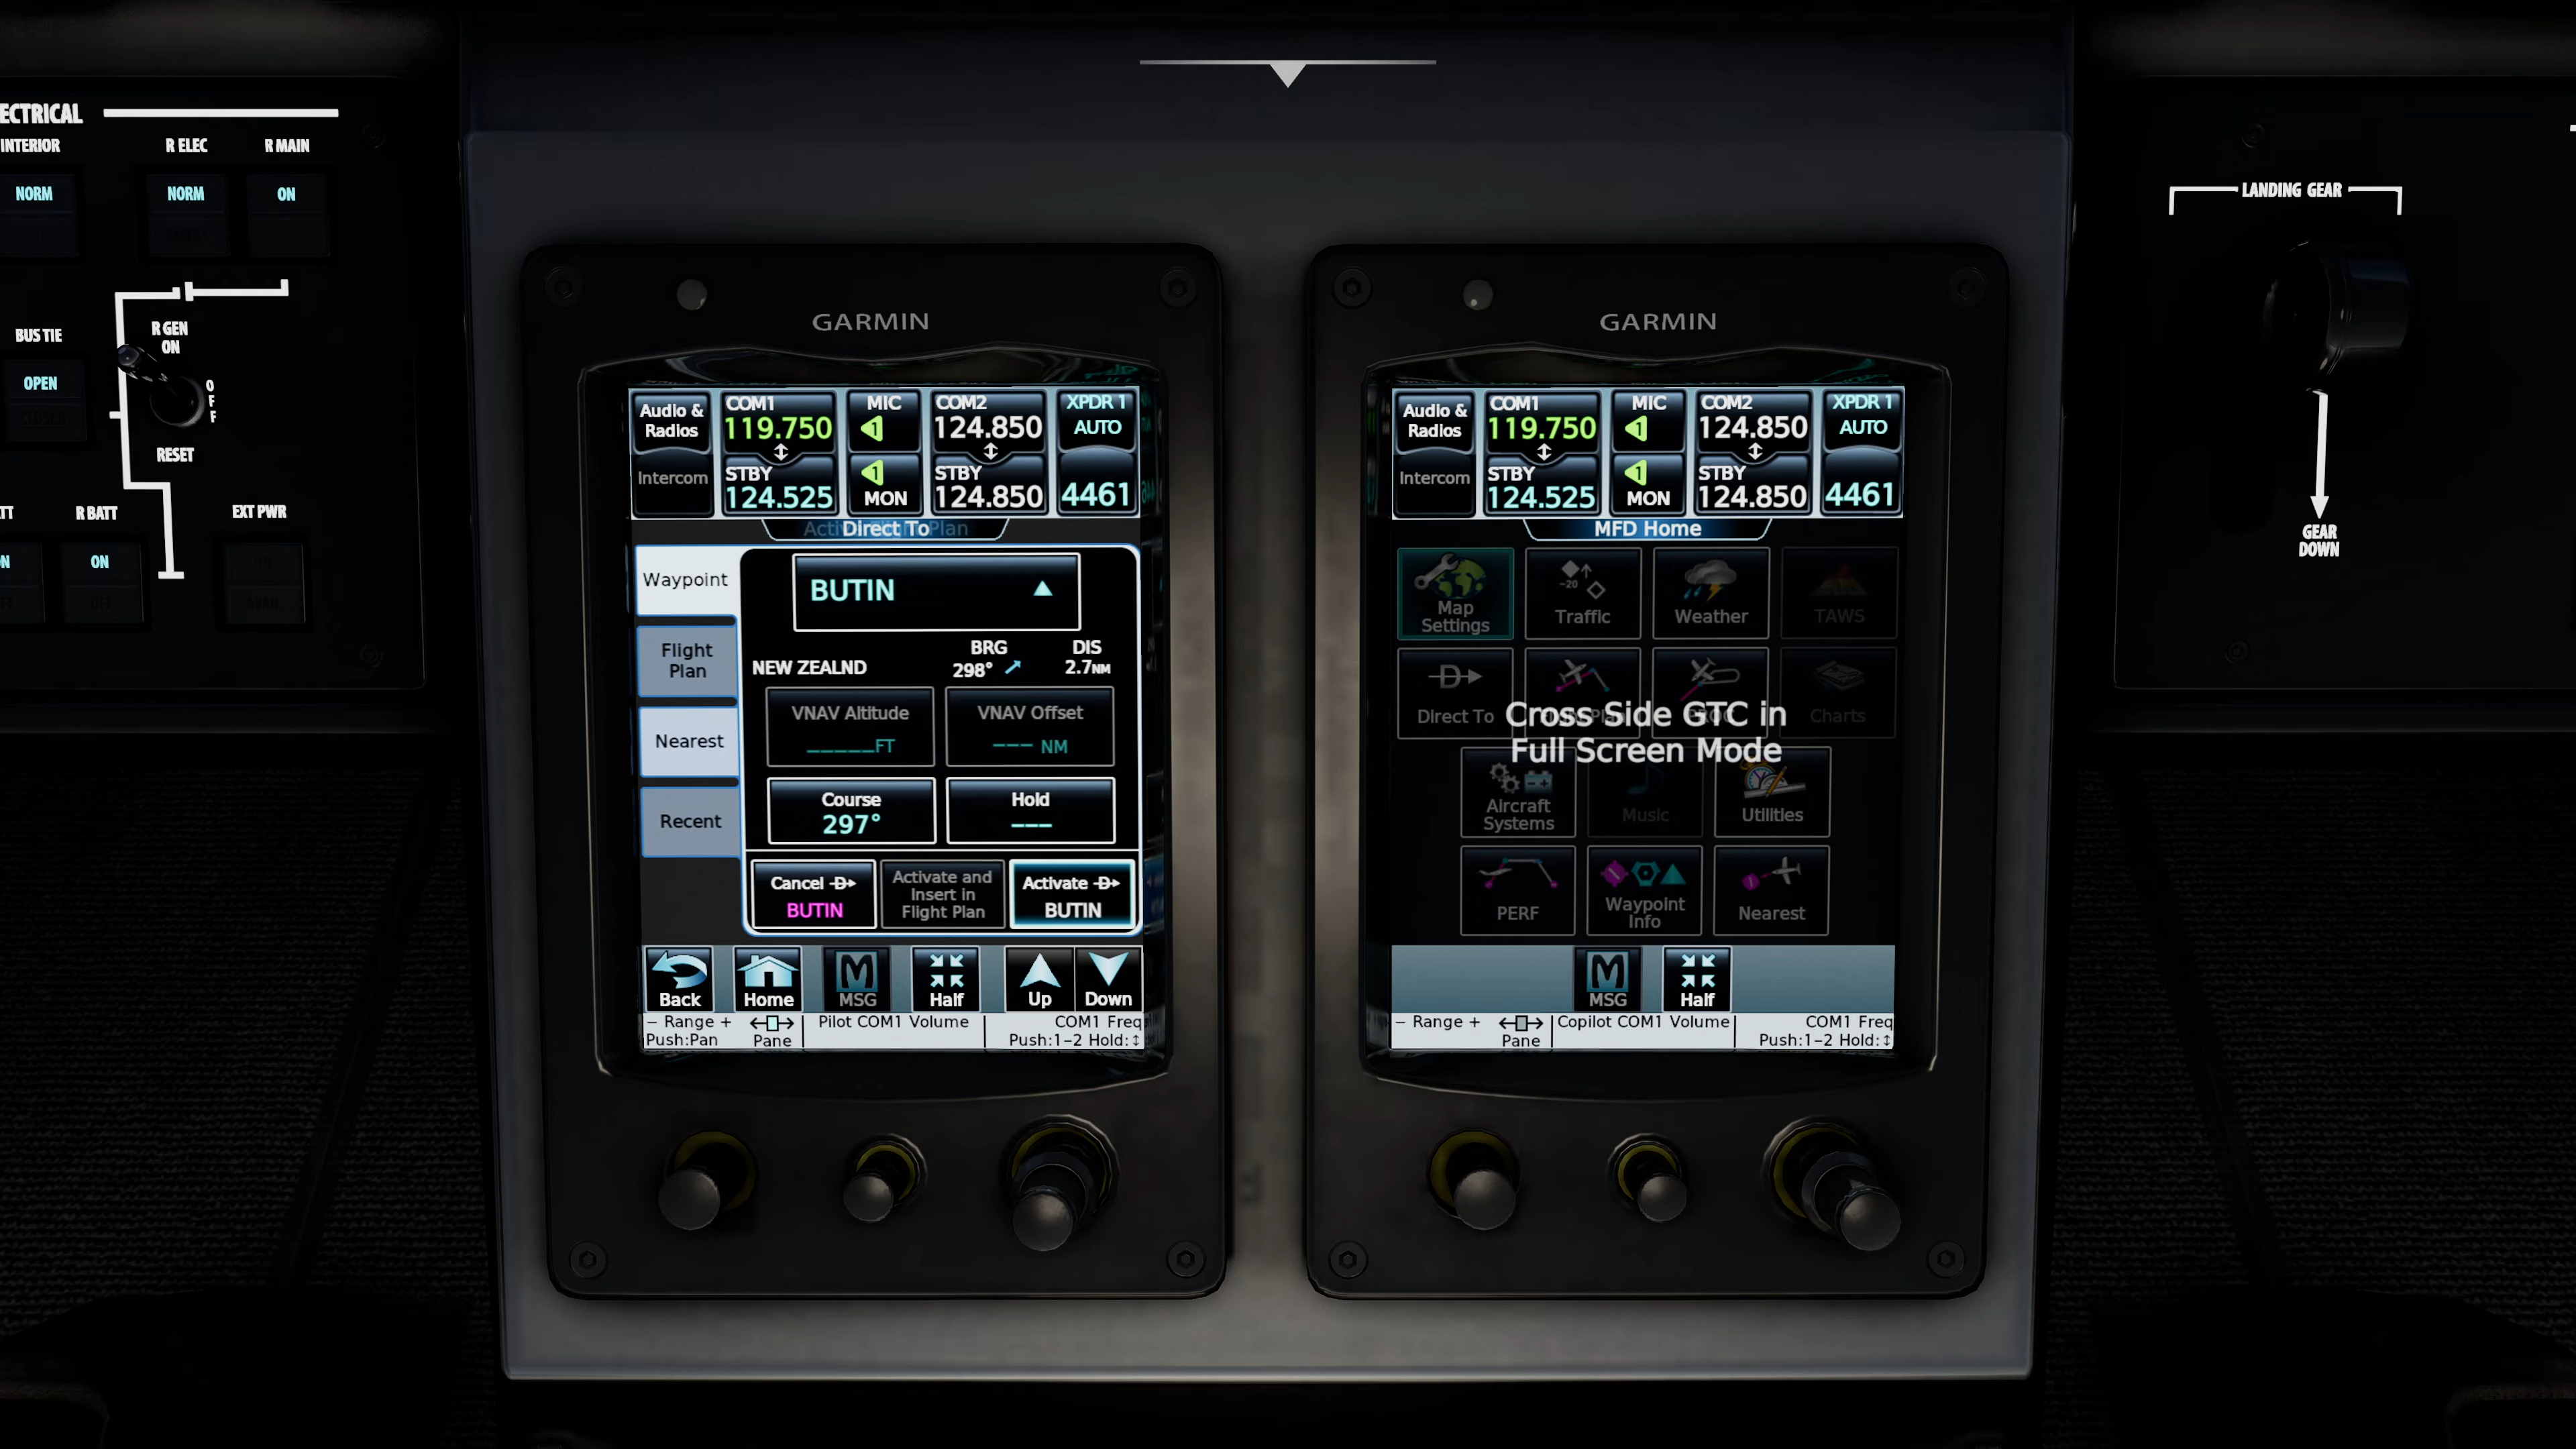 ECTRICAL
INTERIOR
R ELEC
R MAIN
NORM
NORM
ON
BUS TIE
R GEN
ON
OPEN
OFF
RESET
TT
R BATT
EXT PWR
ON
GARMIN
Audio &
Radios
Intercom
COM1
119.750
STBY
124.525
MIC
1
1
MON
COM2
124.850
STBY
124.850
XPDR 1
AUTO
4461
Direct To
Waypoint
Flight
Plan
Nearest
Recent
BUTIN
NEW ZEALND
BRG
298°
DIS
2.7NM
VNAV Altitude
_____FT
VNAV Offset
--- NM
Course
297°
Hold
---
Cancel D
BUTIN
Activate and
Insert in
Flight Plan
Activate D
BUTIN
Back
Home
MSG
Half
Up
Down
- Range +
Push:Pan
Pane
Pilot COM1 Volume
COM1 Freq
Push:1-2 Hold:↕
GARMIN
Audio &
Radios
Intercom
COM1
119.750
STBY
124.525
MIC
1
1
MON
COM2
124.850
STBY
124.850
XPDR 1
AUTO
4461
MFD Home
Map
Settings
-20
Traffic
Weather
TAWS
Direct To
Charts
Cross Side GTC in
Full Screen Mode
Aircraft
Systems
Music
Utilities
PERF
Waypoint
Info
Nearest
MSG
Half
- Range +
Pane
Copilot COM1 Volume
COM1 Freq
Push:1-2 Hold:↕
LANDING GEAR
GEAR
DOWN